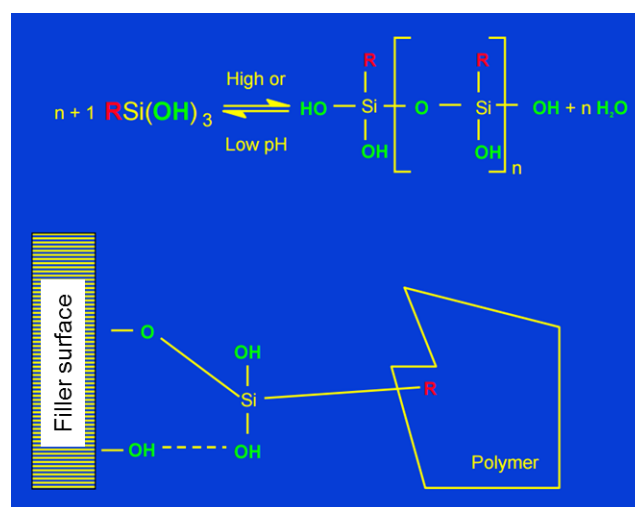 R R
High or
n + 1 RSi(OH)3 HO Si O Si OH + n H2O
Low pH
OH OH n
Filler surface
O
OH
Si R
OH OH
Polymer